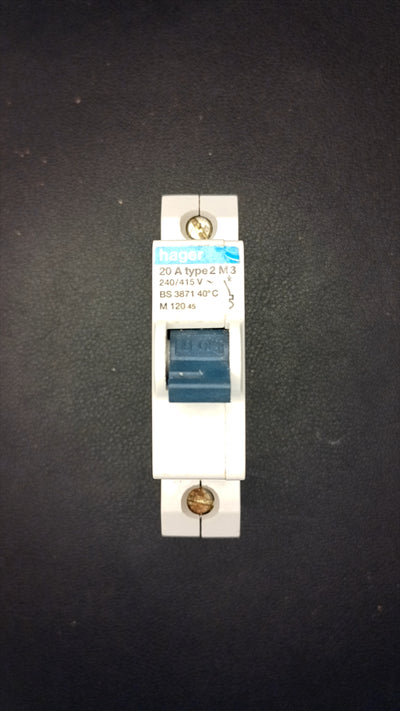 hager
20 A type 2 M 3
240/415 V ~
BS 3871 40°C
M 120 45